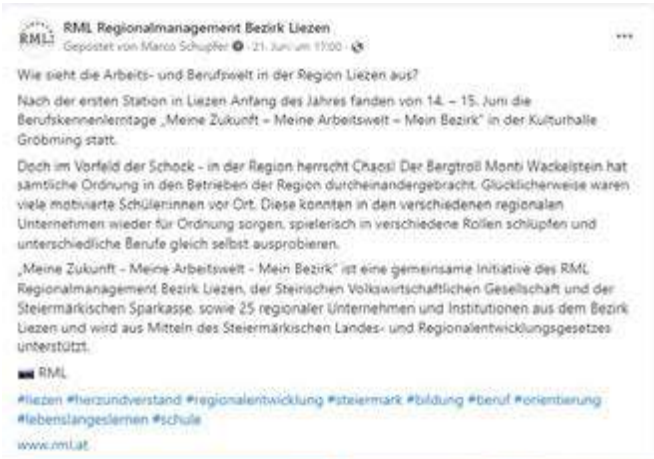 RML
RML Regionalmanagement Bezirk Liezen
Gepostet von Marco Schupfer · 21. Juni um 17:00 ·
Wie sieht die Arbeits- und Berufswelt in der Region Liezen aus?
Nach der ersten Station in Liezen Anfang des Jahres fanden von 14. – 15. Juni die
Berufskennenlerntage „Meine Zukunft – Meine Arbeitswelt – Mein Bezirk" in der Kulturhalle
Gröbming statt.
Doch im Vorfeld der Schock - in der Region herrscht Chaos! Der Bergtroll Monti Wackelstein hat
sämtliche Ordnung in den Betrieben der Region durcheinandergebracht. Glücklicherweise waren
viele motivierte Schüler:innen vor Ort. Diese konnten in den verschiedenen regionalen
Unternehmen wieder für Ordnung sorgen, spielerisch in verschiedene Rollen schlüpfen und
unterschiedliche Berufe gleich selbst ausprobieren.
„Meine Zukunft - Meine Arbeitswelt - Mein Bezirk" ist eine gemeinsame Initiative des RML
Regionalmanagement Bezirk Liezen, der Steirischen Volkswirtschaftlichen Gesellschaft und der
Steiermärkischen Sparkasse, sowie 25 regionaler Unternehmen und Institutionen aus dem Bezirk
Liezen und wird aus Mitteln des Steiermärkischen Landes- und Regionalentwicklungsgesetzes
unterstützt.
RML
#liezen #herzundverstand #regionalentwicklung #steiermark #bildung #beruf #orientierung
#lebenslangeslernen #schule
www.rml.at